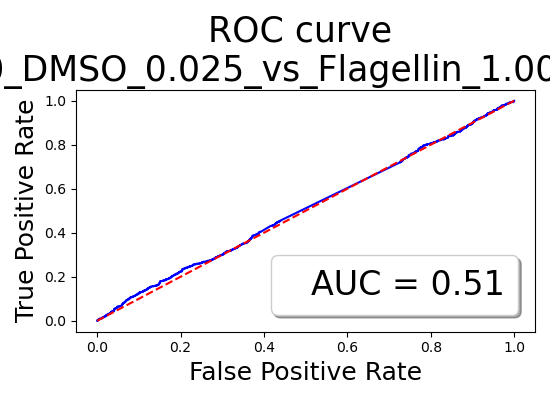 ROC curve
_DMSO_0.025_vs_Flagellin_1.00
True Positive Rate
1.0
0.8
0.6
0.4
0.2
0.0
AUC = 0.51
0.0 0.2 0.4 0.6 0.8 1.0
False Positive Rate